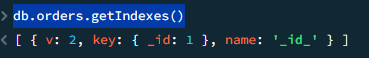 > db.orders.getIndexes()
< [ { v: 2, key: { _id: 1 }, name: '_id_' } ]